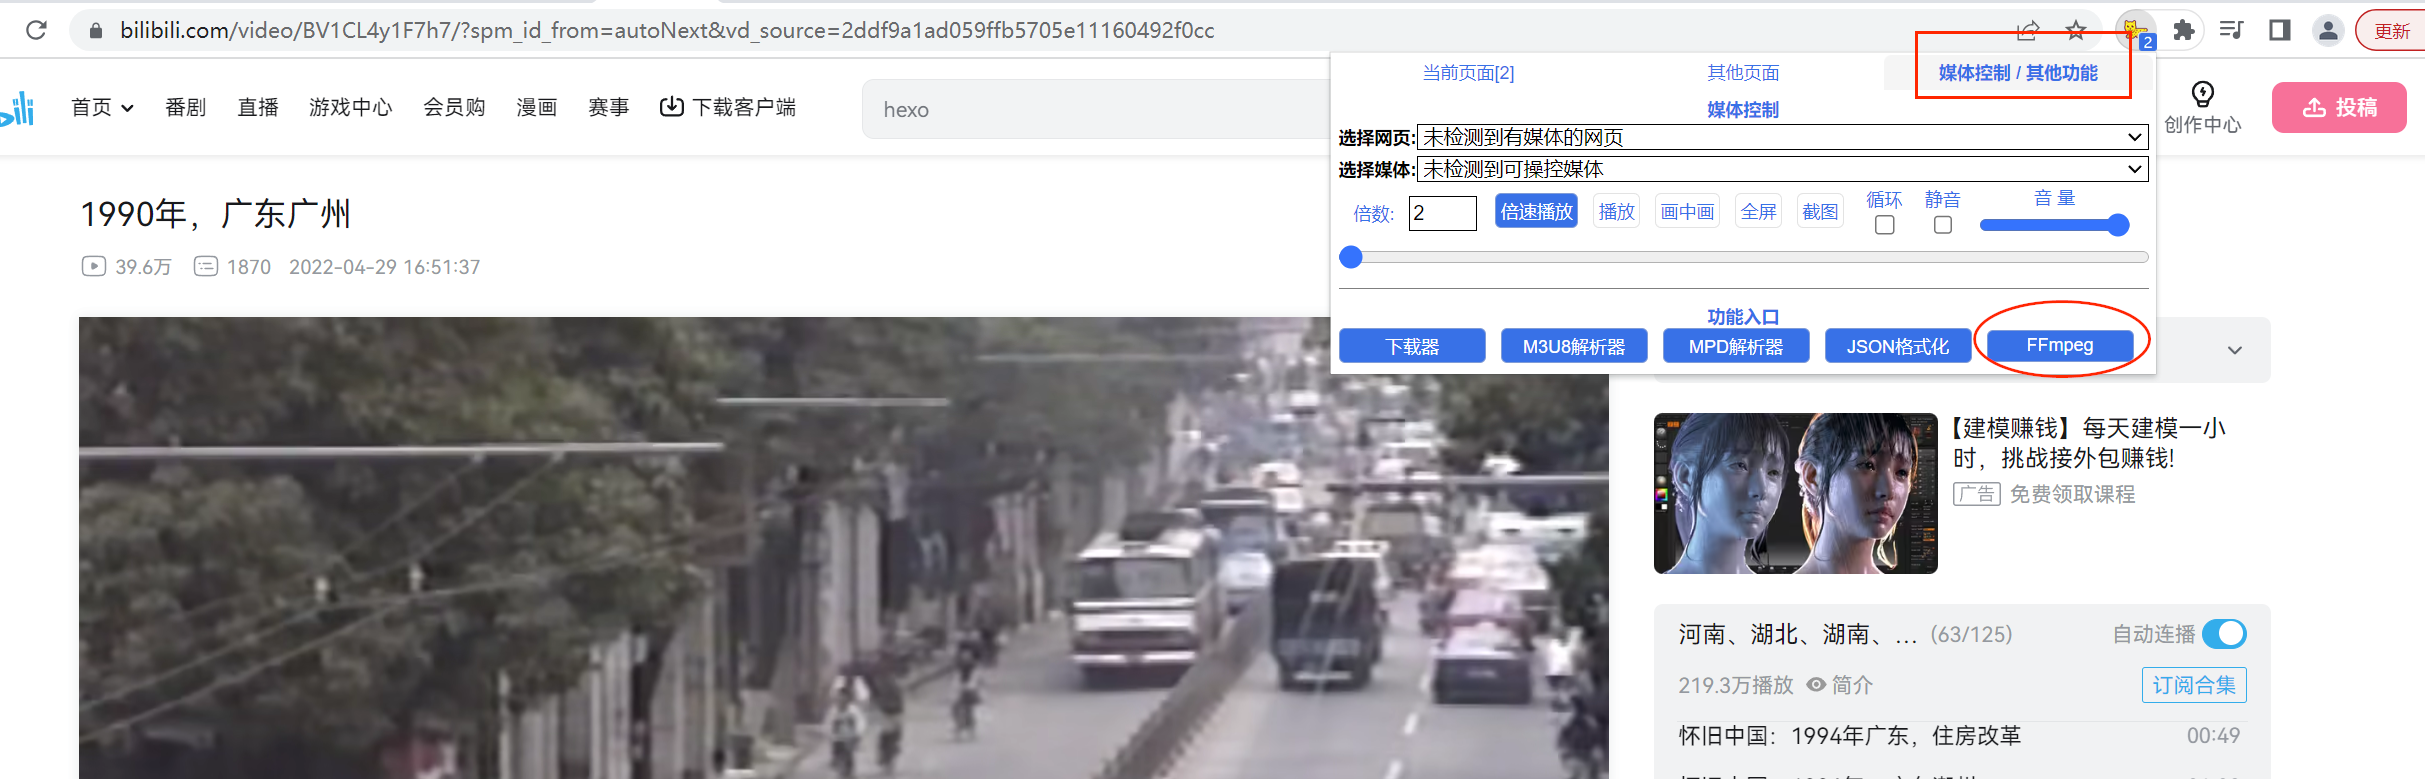 bilibili.com/video/BV1CL4y1F7h7/?spm_id_from=autoNext&vd_source=2ddf9a1ad059ffb5705e11160492f0cc
2
更新
首页 番剧 直播 游戏中心 会员购 漫画 赛事 下载客户端
hexo
创作中心
投稿
当前页面[2] 其他页面 媒体控制 / 其他功能
媒体控制
选择网页: 未检测到有媒体的网页
选择媒体: 未检测到可操控媒体
倍数: 2 倍速播放 播放 画中画 全屏 截图 循环 静音 音 量
功能入口
下载器 M3U8解析器 MPD解析器 JSON格式化 FFmpeg
1990年，广东广州
39.6万 1870 2022-04-29 16:51:37
【建模赚钱】每天建模一小
时，挑战接外包赚钱!
广告 免费领取课程
河南、湖北、湖南、... (63/125) 自动连播
219.3万播放 简介 订阅合集
怀旧中国：1994年广东，住房改革 00:49